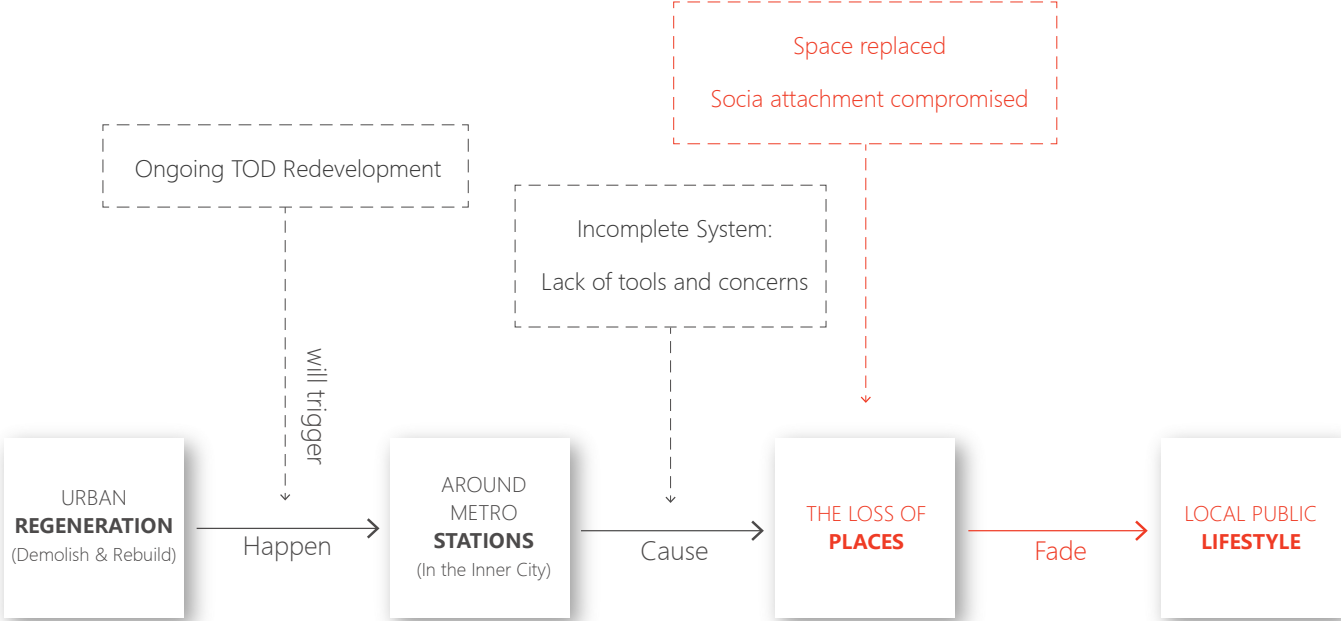 Space replaced
Socia attachment compromised
Ongoing TOD Redevelopment
Incomplete System:
Lack of tools and concerns
will trigger
URBAN
REGENERATION
(Demolish & Rebuild)
Happen
AROUND
METRO
STATIONS
(In the Inner City)
Cause
THE LOSS OF
PLACES
Fade
LOCAL PUBLIC
LIFESTYLE